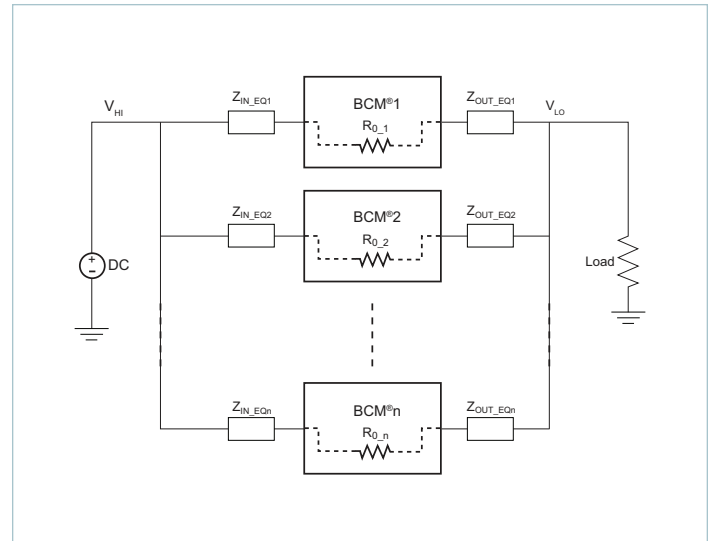 V_HI
Z_IN_EQ1
BCM®1
R_0_1
Z_OUT_EQ1
V_LO
+
-
DC
Z_IN_EQ2
BCM®2
R_0_2
Z_OUT_EQ2
Load
Z_IN_EQn
BCM®n
R_0_n
Z_OUT_EQn